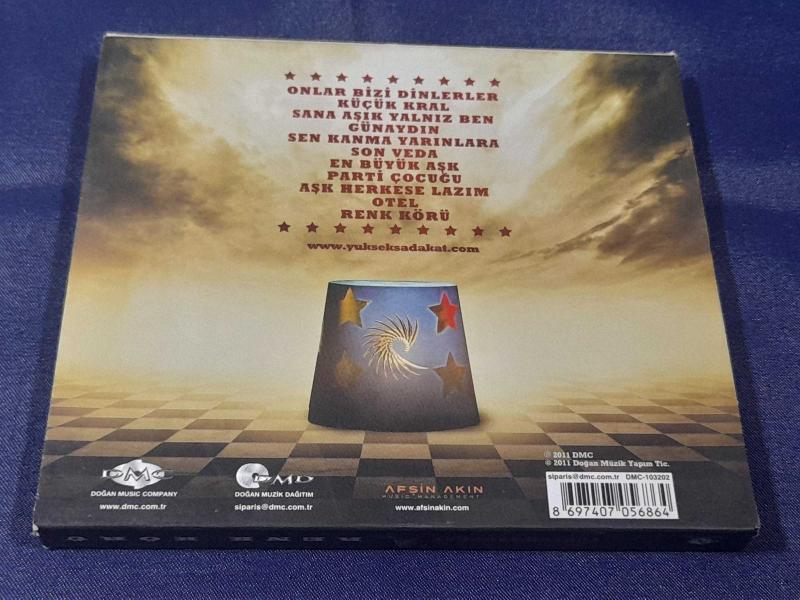 ONLAR BİZİ DİNLERLER
KÜÇÜK KRAL
SANA AŞIK YALNIZ BEN
GÜNAYDIN
SEN KANMA YARINLARA
SON VEDA
EN BÜYÜK AŞK
PARTİ ÇOCUĞU
AŞK HERKESE LAZIM
OTEL
RENK KÖRÜ
www.yukseksadakat.com
DMC
DOĞAN MUSIC COMPANY
www.dmc.com.tr
DMD
DOĞAN MUZİK DAĞITIM
siparis@dmc.com.tr
AFŞİN AKIN
MUSIC MANAGEMENT
www.afsinakin.com
℗ 2011 DMC
© 2011 Doğan Müzik Yapım Tic.
siparis@dmc.com.tr DMC-103202
8 697407 056864
RENK KÖRÜ